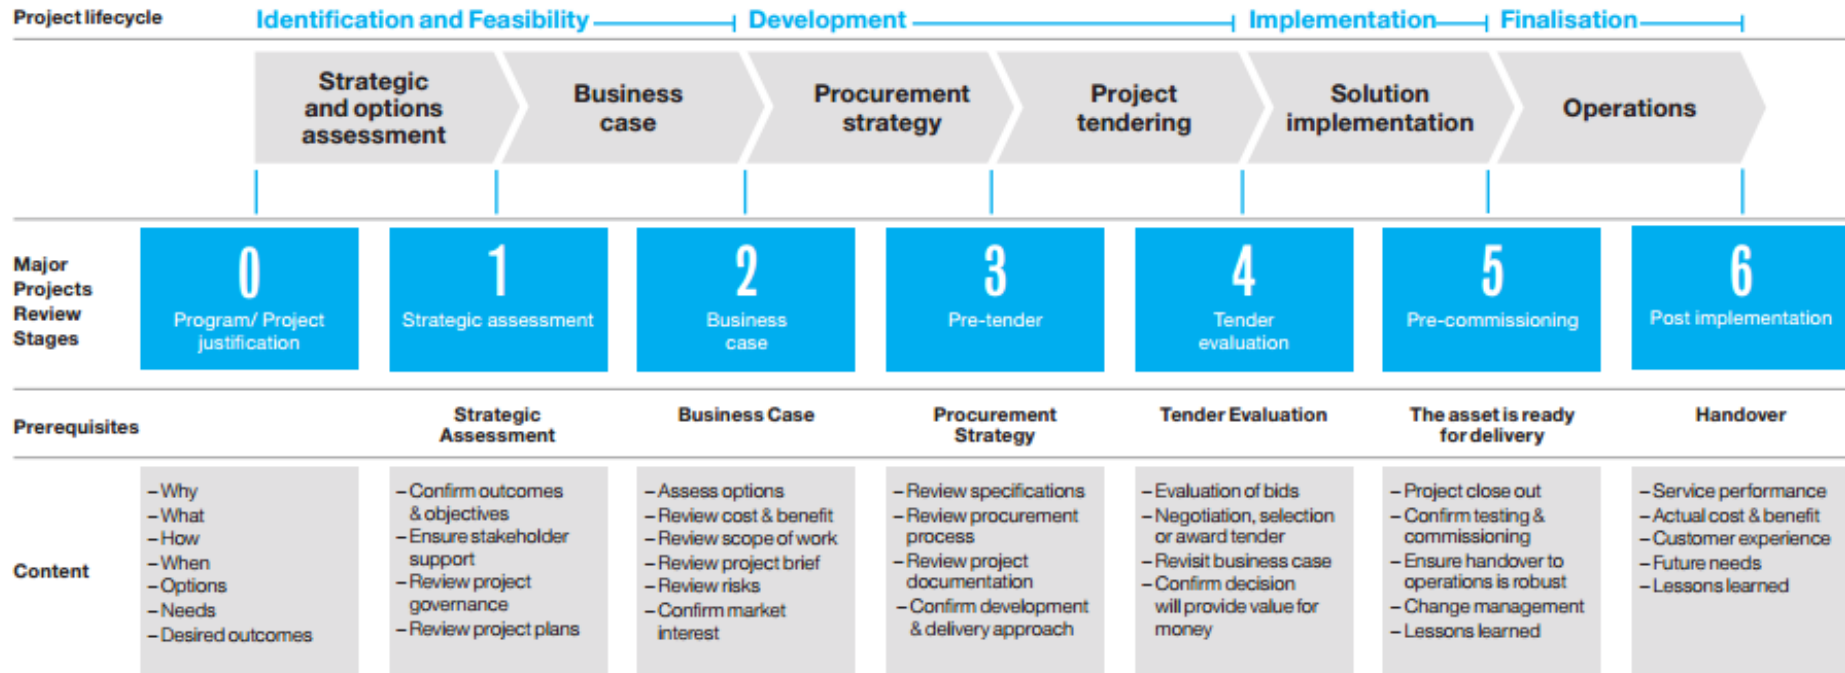 Project lifecycle
Identification and Feasibility
Development
Implementation
Finalisation
Strategic
and options
assessment
Business
case
Procurement
strategy
Project
tendering
Solution
implementation
Operations
Major
Projects
Review
Stages
0
Program/ Project
justification
1
Strategic assessment
2
Business
case
3
Pre-tender
4
Tender
evaluation
5
Pre-commissioning
6
Post implementation
Prerequisites
Strategic
Assessment
Business Case
Procurement
Strategy
Tender Evaluation
The asset is ready
for delivery
Handover
Content
– Why
– What
– How
– When
– Options
– Needs
– Desired outcomes
– Confirm outcomes
& objectives
– Ensure stakeholder
support
– Review project
governance
– Review project plans
– Assess options
– Review cost & benefit
– Review scope of work
– Review project brief
– Review risks
– Confirm market
interest
– Review specifications
– Review procurement
process
– Review project
documentation
– Confirm development
& delivery approach
– Evaluation of bids
– Negotiation, selection
or award tender
– Revisit business case
– Confirm decision
will provide value for
money
– Project close out
– Confirm testing &
commissioning
– Ensure handover to
operations is robust
– Change management
– Lessons learned
– Service performance
– Actual cost & benefit
– Customer experience
– Future needs
– Lessons learned